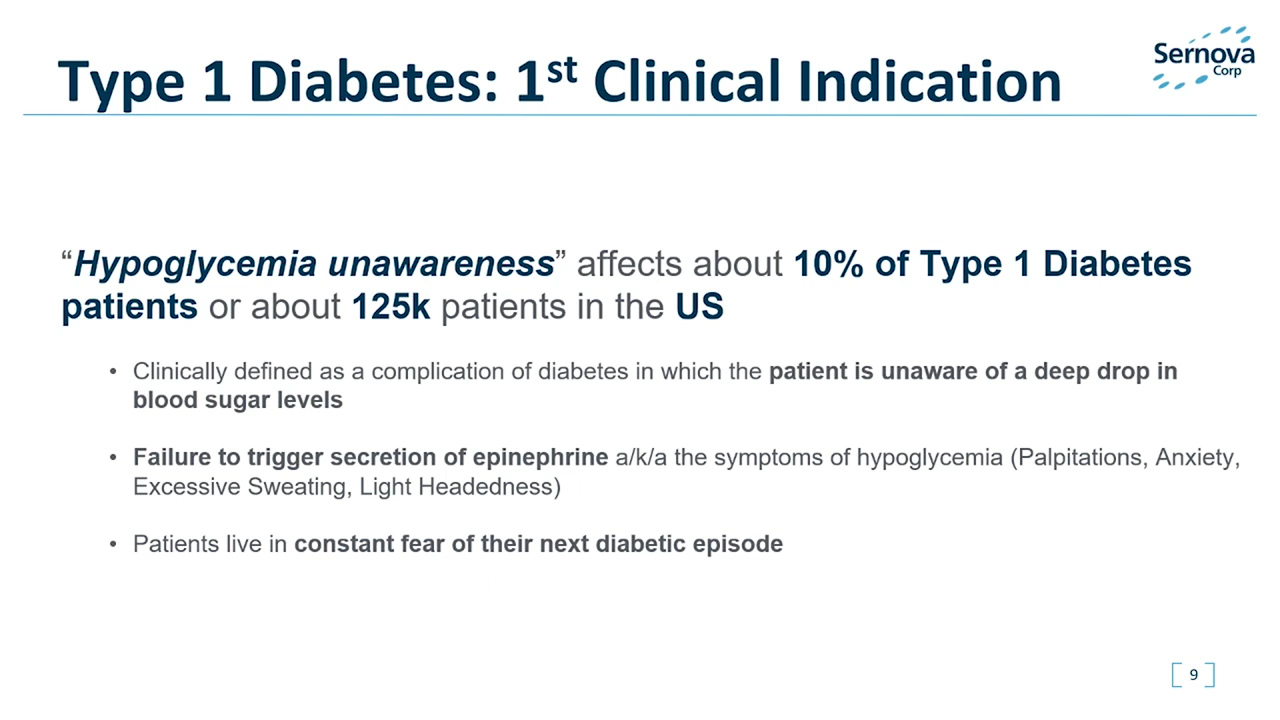 Type 1 Diabetes: 1st Clinical Indication
Sernova
Corp
“Hypoglycemia unawareness” affects about 10% of Type 1 Diabetes
patients or about 125k patients in the US
• Clinically defined as a complication of diabetes in which the patient is unaware of a deep drop in
blood sugar levels
• Failure to trigger secretion of epinephrine a/k/a the symptoms of hypoglycemia (Palpitations, Anxiety,
Excessive Sweating, Light Headedness)
• Patients live in constant fear of their next diabetic episode
9